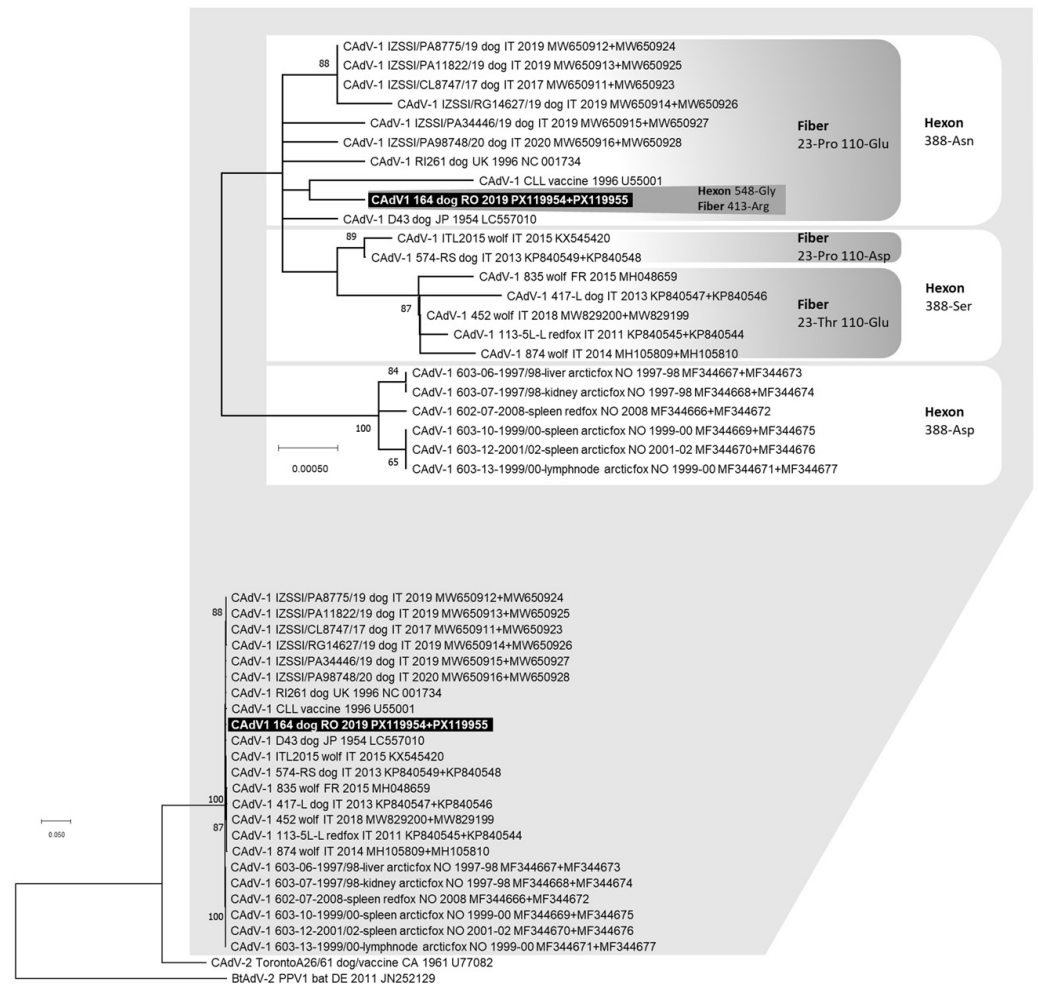 CAdV-1 IZSSI/PA8775/19 dog IT 2019 MW650912+MW650924
88
CAdV-1 IZSSI/PA11822/19 dog IT 2019 MW650913+MW650925
CAdV-1 IZSSI/CL8747/17 dog IT 2017 MW650911+MW650923
CAdV-1 IZSSI/RG14627/19 dog IT 2019 MW650914+MW650926
CAdV-1 IZSSI/PA34446/19 dog IT 2019 MW650915+MW650927
CAdV-1 IZSSI/PA98748/20 dog IT 2020 MW650916+MW650928
CAdV-1 RI261 dog UK 1996 NC 001734
CAdV-1 CLL vaccine 1996 U55001
CAdV1 164 dog RO 2019 PX119954+PX119955
CAdV-1 D43 dog JP 1954 LC557010
Fiber
23-Pro 110-Glu
Hexon
388-Asn
Hexon 548-Gly
Fiber 413-Arg
89
CAdV-1 ITL2015 wolf IT 2015 KX545420
CAdV-1 574-RS dog IT 2013 KP840549+KP840548
Fiber
23-Pro 110-Asp
CAdV-1 835 wolf FR 2015 MH048659
CAdV-1 417-L dog IT 2013 KP840547+KP840546
87
CAdV-1 452 wolf IT 2018 MW829200+MW829199
CAdV-1 113-5L-L redfox IT 2011 KP840545+KP840544
CAdV-1 874 wolf IT 2014 MH105809+MH105810
Fiber
23-Thr 110-Glu
Hexon
388-Ser
84
CAdV-1 603-06-1997/98-liver arcticfox NO 1997-98 MF344667+MF344673
CAdV-1 603-07-1997/98-kidney arcticfox NO 1997-98 MF344668+MF344674
CAdV-1 602-07-2008-spleen redfox NO 2008 MF344666+MF344672
100
CAdV-1 603-10-1999/00-spleen arcticfox NO 1999-00 MF344669+MF344675
CAdV-1 603-12-2001/02-spleen arcticfox NO 2001-02 MF344670+MF344676
65
CAdV-1 603-13-1999/00-lymphnode arcticfox NO 1999-00 MF344671+MF344677
Hexon
388-Asp
0.00050
CAdV-1 IZSSI/PA8775/19 dog IT 2019 MW650912+MW650924
88
CAdV-1 IZSSI/PA11822/19 dog IT 2019 MW650913+MW650925
CAdV-1 IZSSI/CL8747/17 dog IT 2017 MW650911+MW650923
CAdV-1 IZSSI/RG14627/19 dog IT 2019 MW650914+MW650926
CAdV-1 IZSSI/PA34446/19 dog IT 2019 MW650915+MW650927
CAdV-1 IZSSI/PA98748/20 dog IT 2020 MW650916+MW650928
CAdV-1 RI261 dog UK 1996 NC 001734
CAdV-1 CLL vaccine 1996 U55001
CAdV1 164 dog RO 2019 PX119954+PX119955
CAdV-1 D43 dog JP 1954 LC557010
CAdV-1 ITL2015 wolf IT 2015 KX545420
CAdV-1 574-RS dog IT 2013 KP840549+KP840548
CAdV-1 835 wolf FR 2015 MH048659
100
CAdV-1 417-L dog IT 2013 KP840547+KP840546
CAdV-1 452 wolf IT 2018 MW829200+MW829199
87
CAdV-1 113-5L-L redfox IT 2011 KP840545+KP840544
CAdV-1 874 wolf IT 2014 MH105809+MH105810
CAdV-1 603-06-1997/98-liver arcticfox NO 1997-98 MF344667+MF344673
CAdV-1 603-07-1997/98-kidney arcticfox NO 1997-98 MF344668+MF344674
CAdV-1 602-07-2008-spleen redfox NO 2008 MF344666+MF344672
100
CAdV-1 603-10-1999/00-spleen arcticfox NO 1999-00 MF344669+MF344675
CAdV-1 603-12-2001/02-spleen arcticfox NO 2001-02 MF344670+MF344676
CAdV-1 603-13-1999/00-lymphnode arcticfox NO 1999-00 MF344671+MF344677
CAdV-2 TorontoA26/61 dog/vaccine CA 1961 U77082
BtAdV-2 PPV1 bat DE 2011 JN252129
0.050